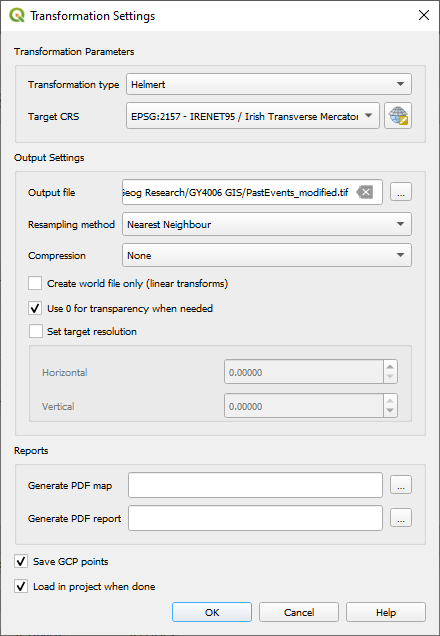 Transformation Settings
Transformation Parameters
Transformation type Helmert
Target CRS EPSG:2157 - IRENET95 / Irish Transverse Mercator
Output Settings
Output file Geog Research/GY4006 GIS/PastEvents_modified.tif ...
Resampling method Nearest Neighbour
Compression None
Create world file only (linear transforms)
Use 0 for transparency when needed
Set target resolution
Horizontal 0.00000
Vertical 0.00000
Reports
Generate PDF map ...
Generate PDF report ...
Save GCP points
Load in project when done
OK Cancel Help